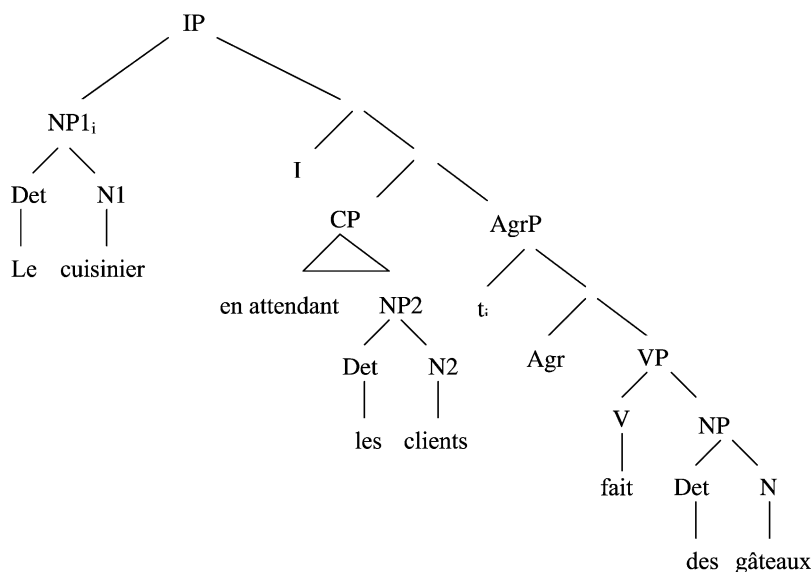 IP
NP1ᵢ
I
Det N1
CP AgrP
Le cuisinier
en attendant NP2 tᵢ
Det N2 Agr VP
V NP
les clients
fait Det N
des gâteaux